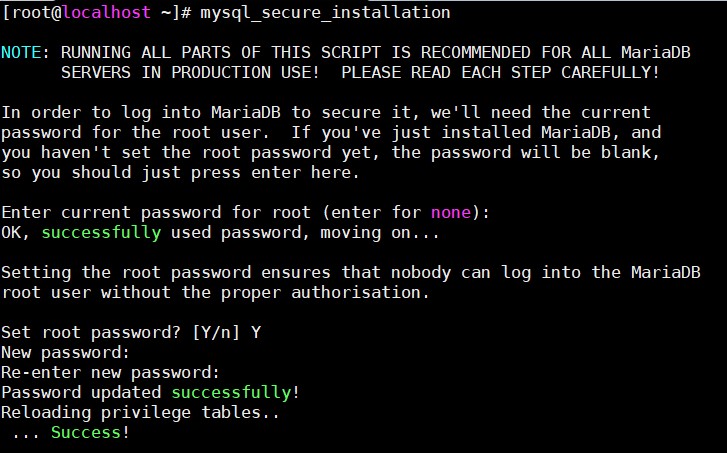 [root@localhost ~]# mysql_secure_installation
NOTE: RUNNING ALL PARTS OF THIS SCRIPT IS RECOMMENDED FOR ALL MariaDB
SERVERS IN PRODUCTION USE!  PLEASE READ EACH STEP CAREFULLY!
In order to log into MariaDB to secure it, we'll need the current
password for the root user.  If you've just installed MariaDB, and
you haven't set the root password yet, the password will be blank,
so you should just press enter here.
Enter current password for root (enter for none):
OK, successfully used password, moving on...
Setting the root password ensures that nobody can log into the MariaDB
root user without the proper authorisation.
Set root password? [Y/n] Y
New password:
Re-enter new password:
Password updated successfully!
Reloading privilege tables..
... Success!